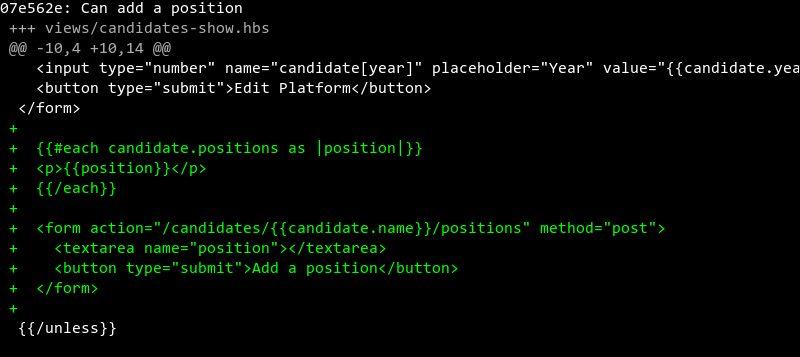 07e562e: Can add a position
+++ views/candidates-show.hbs
@@ -10,4 +10,14 @@
<input type="number" name="candidate[year]" placeholder="Year" value="{{candidate.yea
<button type="submit">Edit Platform</button>
</form>
+
+  {{#each candidate.positions as |position|}}
+  <p>{{position}}</p>
+  {{/each}}
+
+  <form action="/candidates/{{candidate.name}}/positions" method="post">
+    <textarea name="position"></textarea>
+    <button type="submit">Add a position</button>
+  </form>
+
{{/unless}}